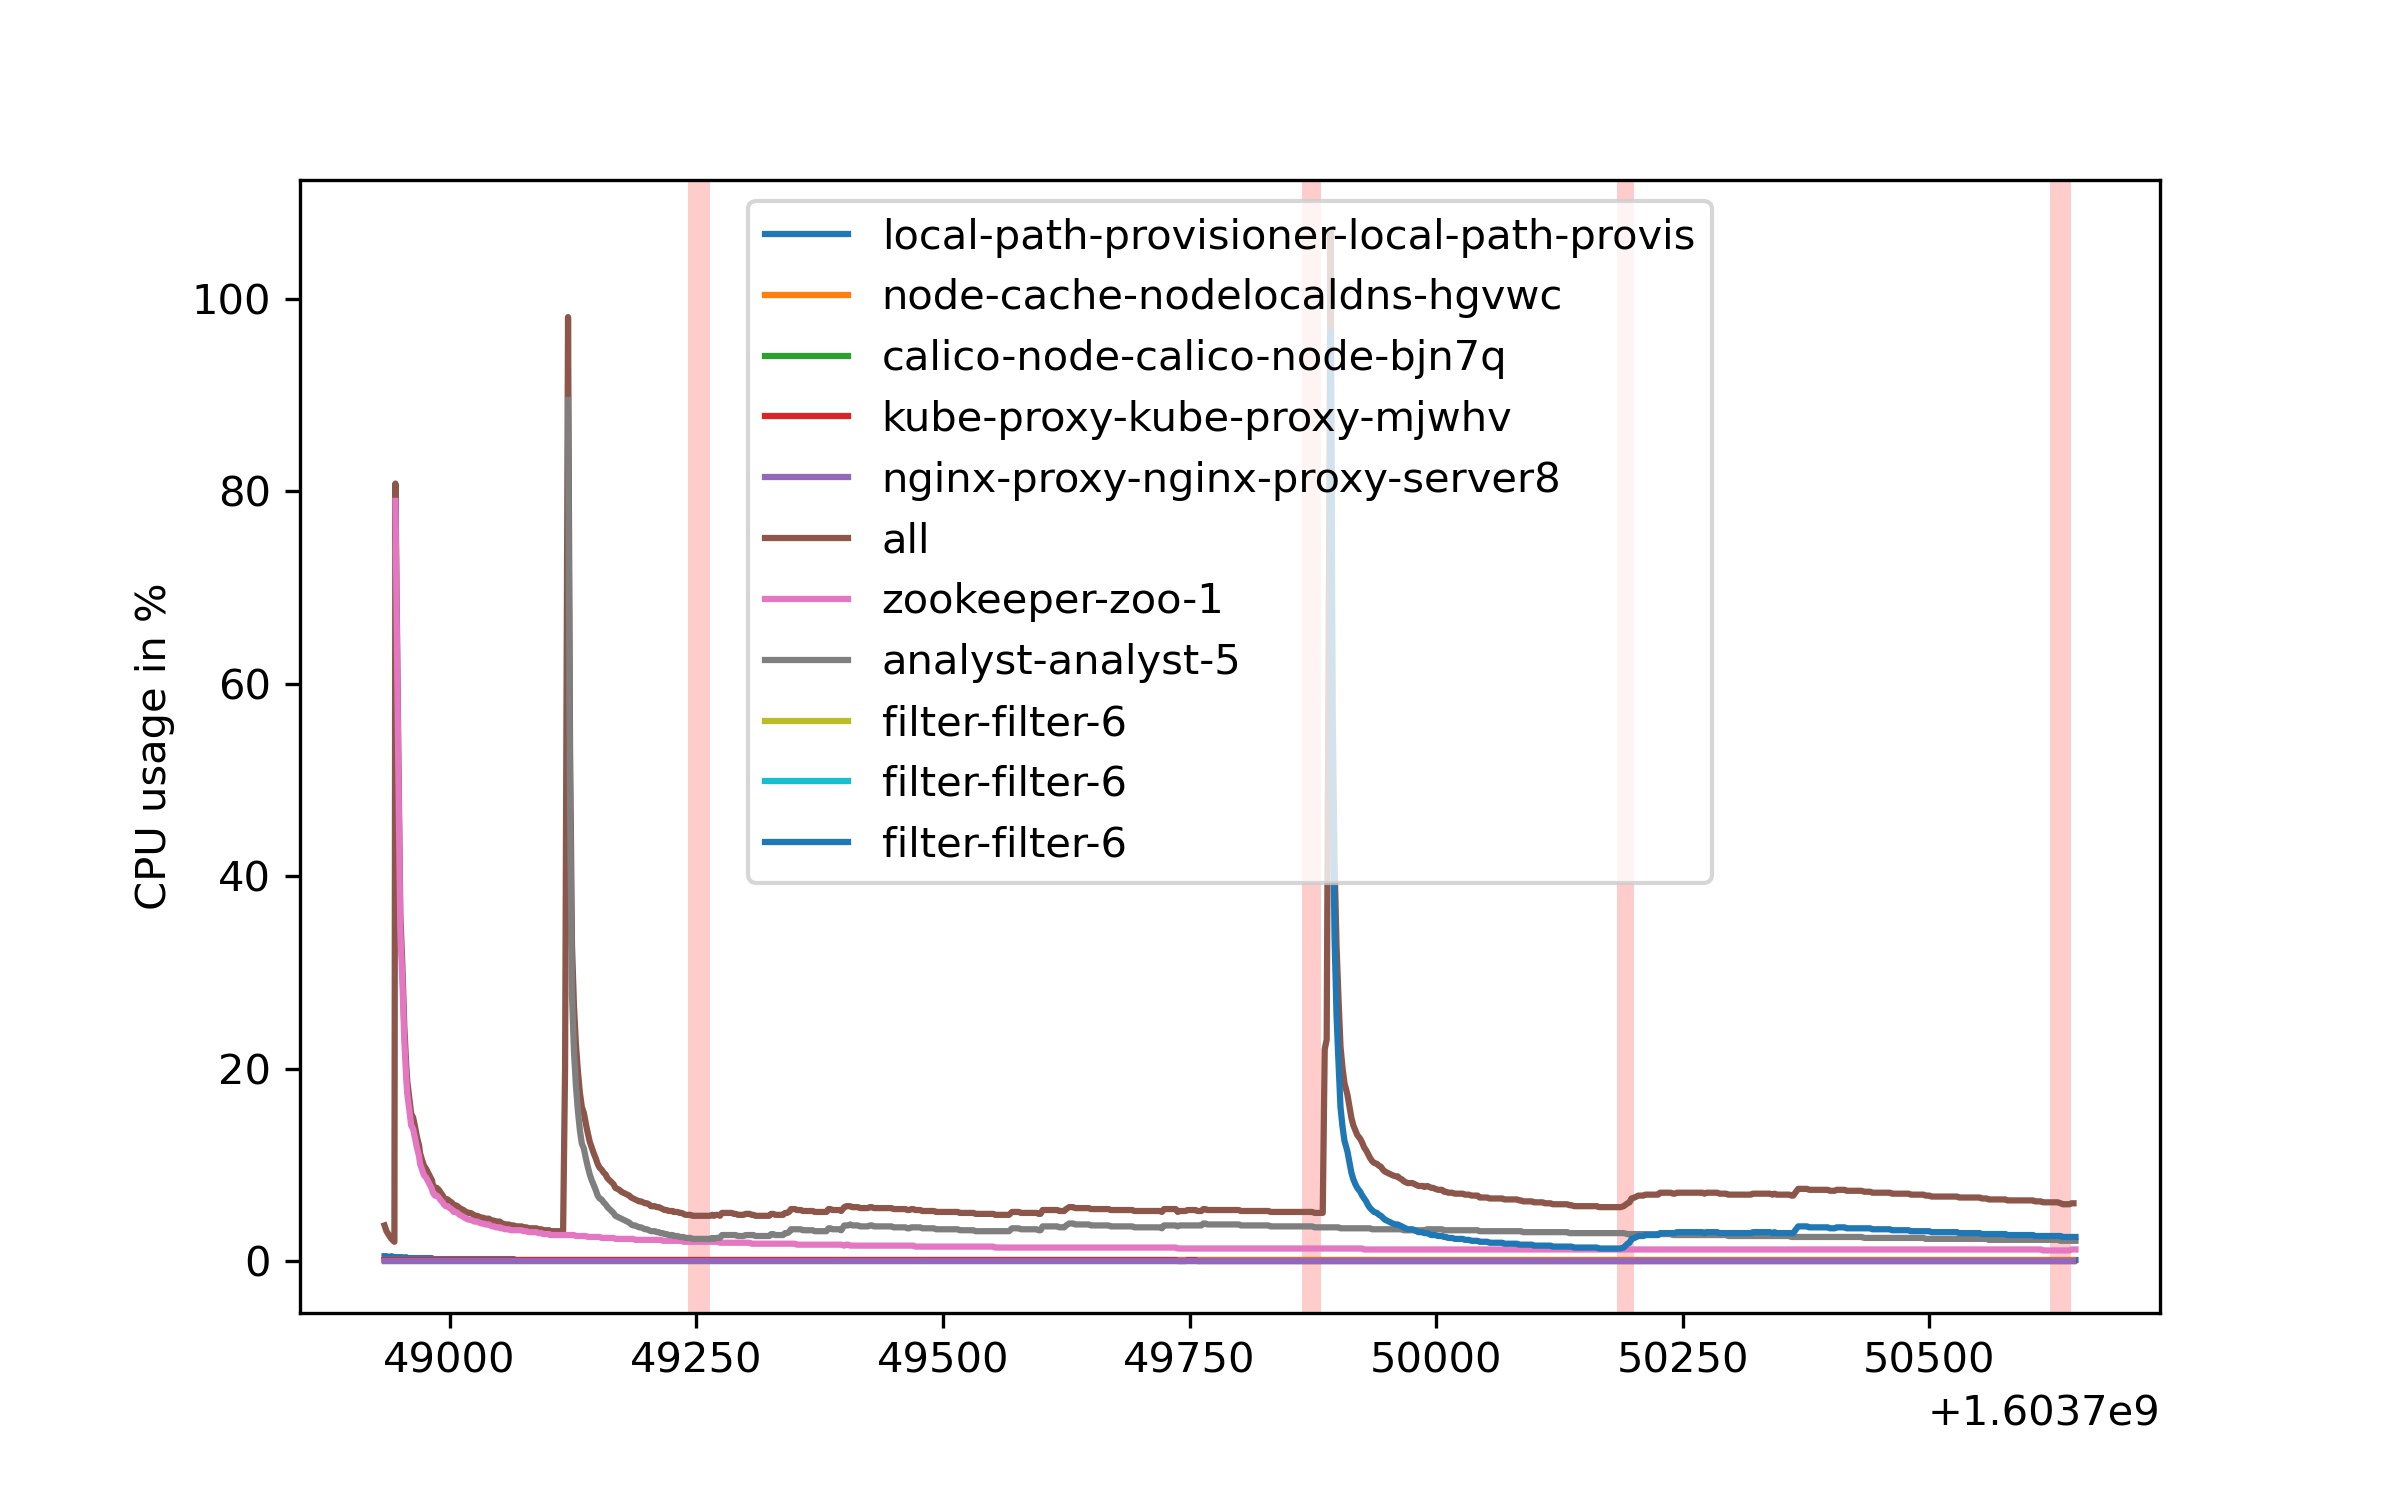 local-path-provisioner-local-path-provis
node-cache-nodelocaldns-hgvwc
calico-node-calico-node-bjn7q
kube-proxy-kube-proxy-mjwhv
nginx-proxy-nginx-proxy-server8
all
zookeeper-zoo-1
analyst-analyst-5
filter-filter-6
filter-filter-6
filter-filter-6
CPU usage in %
100
80
60
40
20
0
49000 49250 49500 49750 50000 50250 50500
+1.6037e9